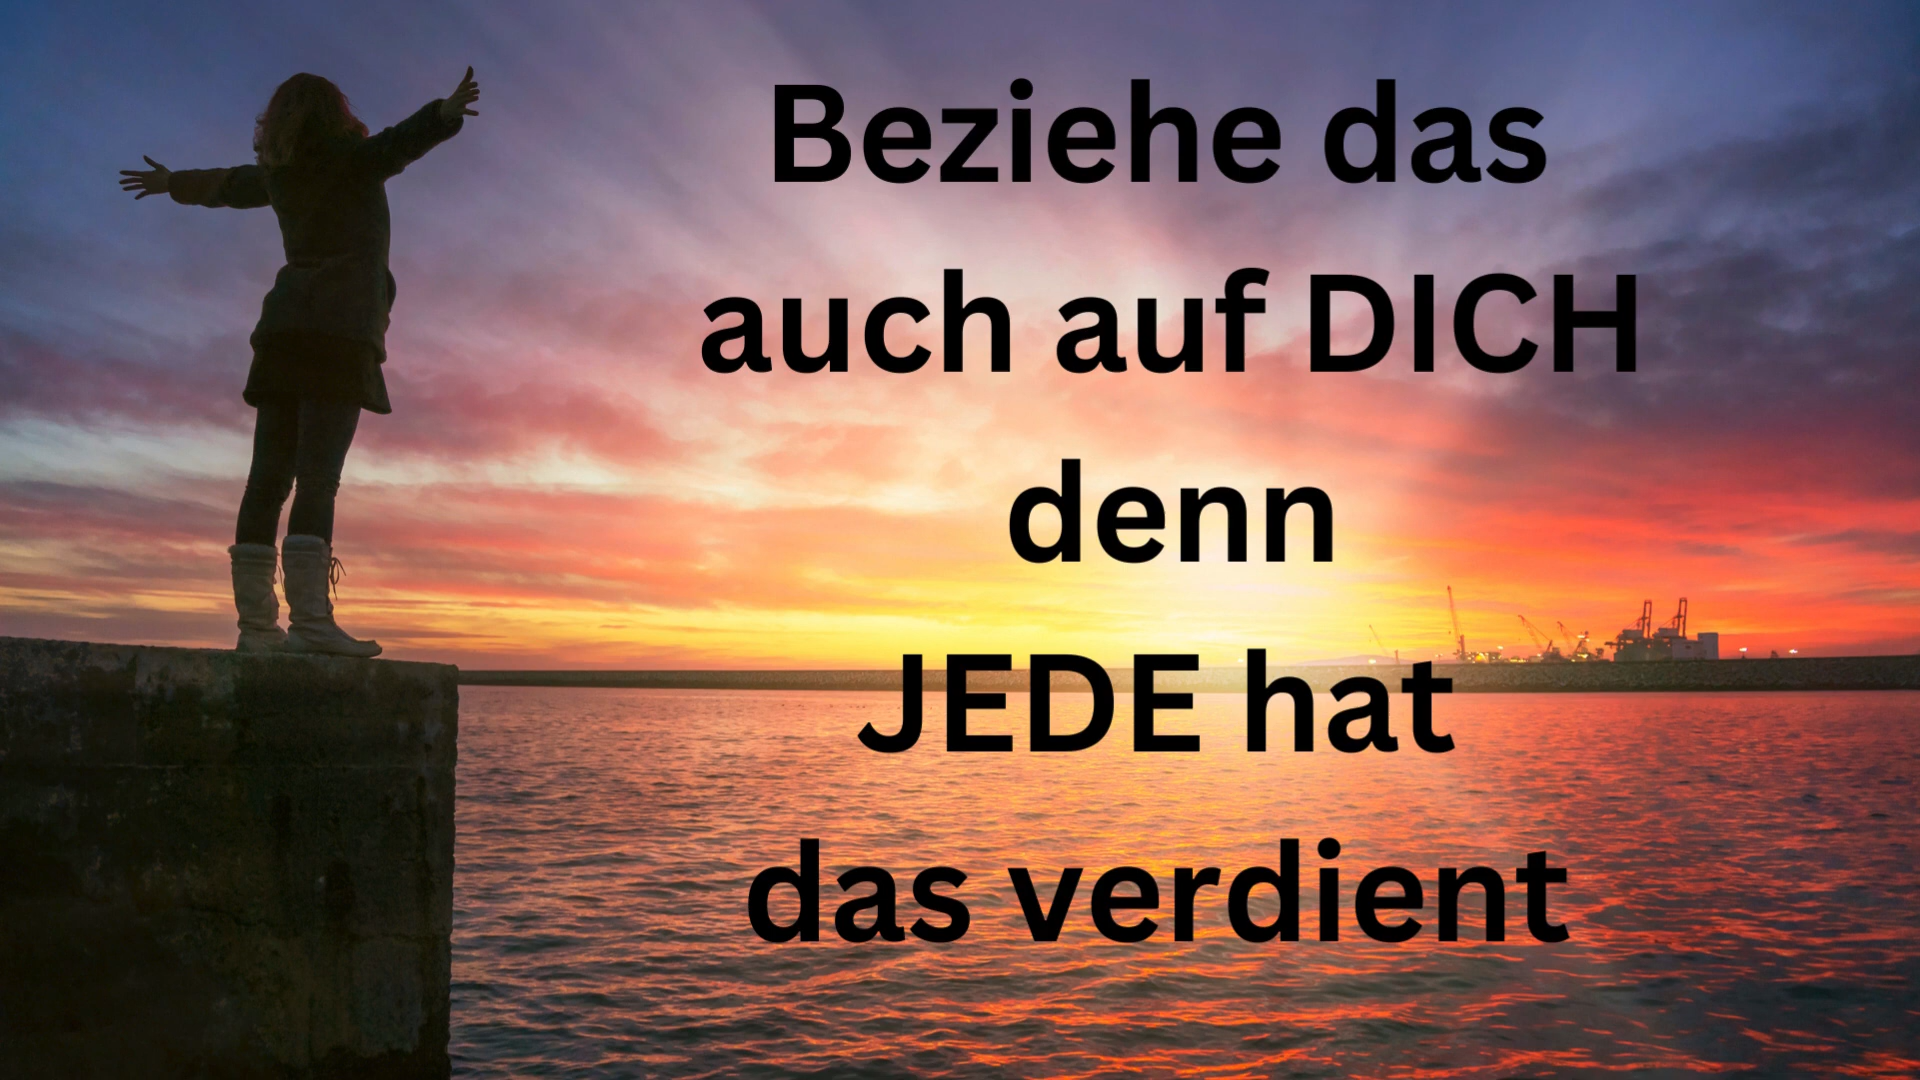 Beziehe das
auch auf DICH
denn
JEDE hat
das verdient